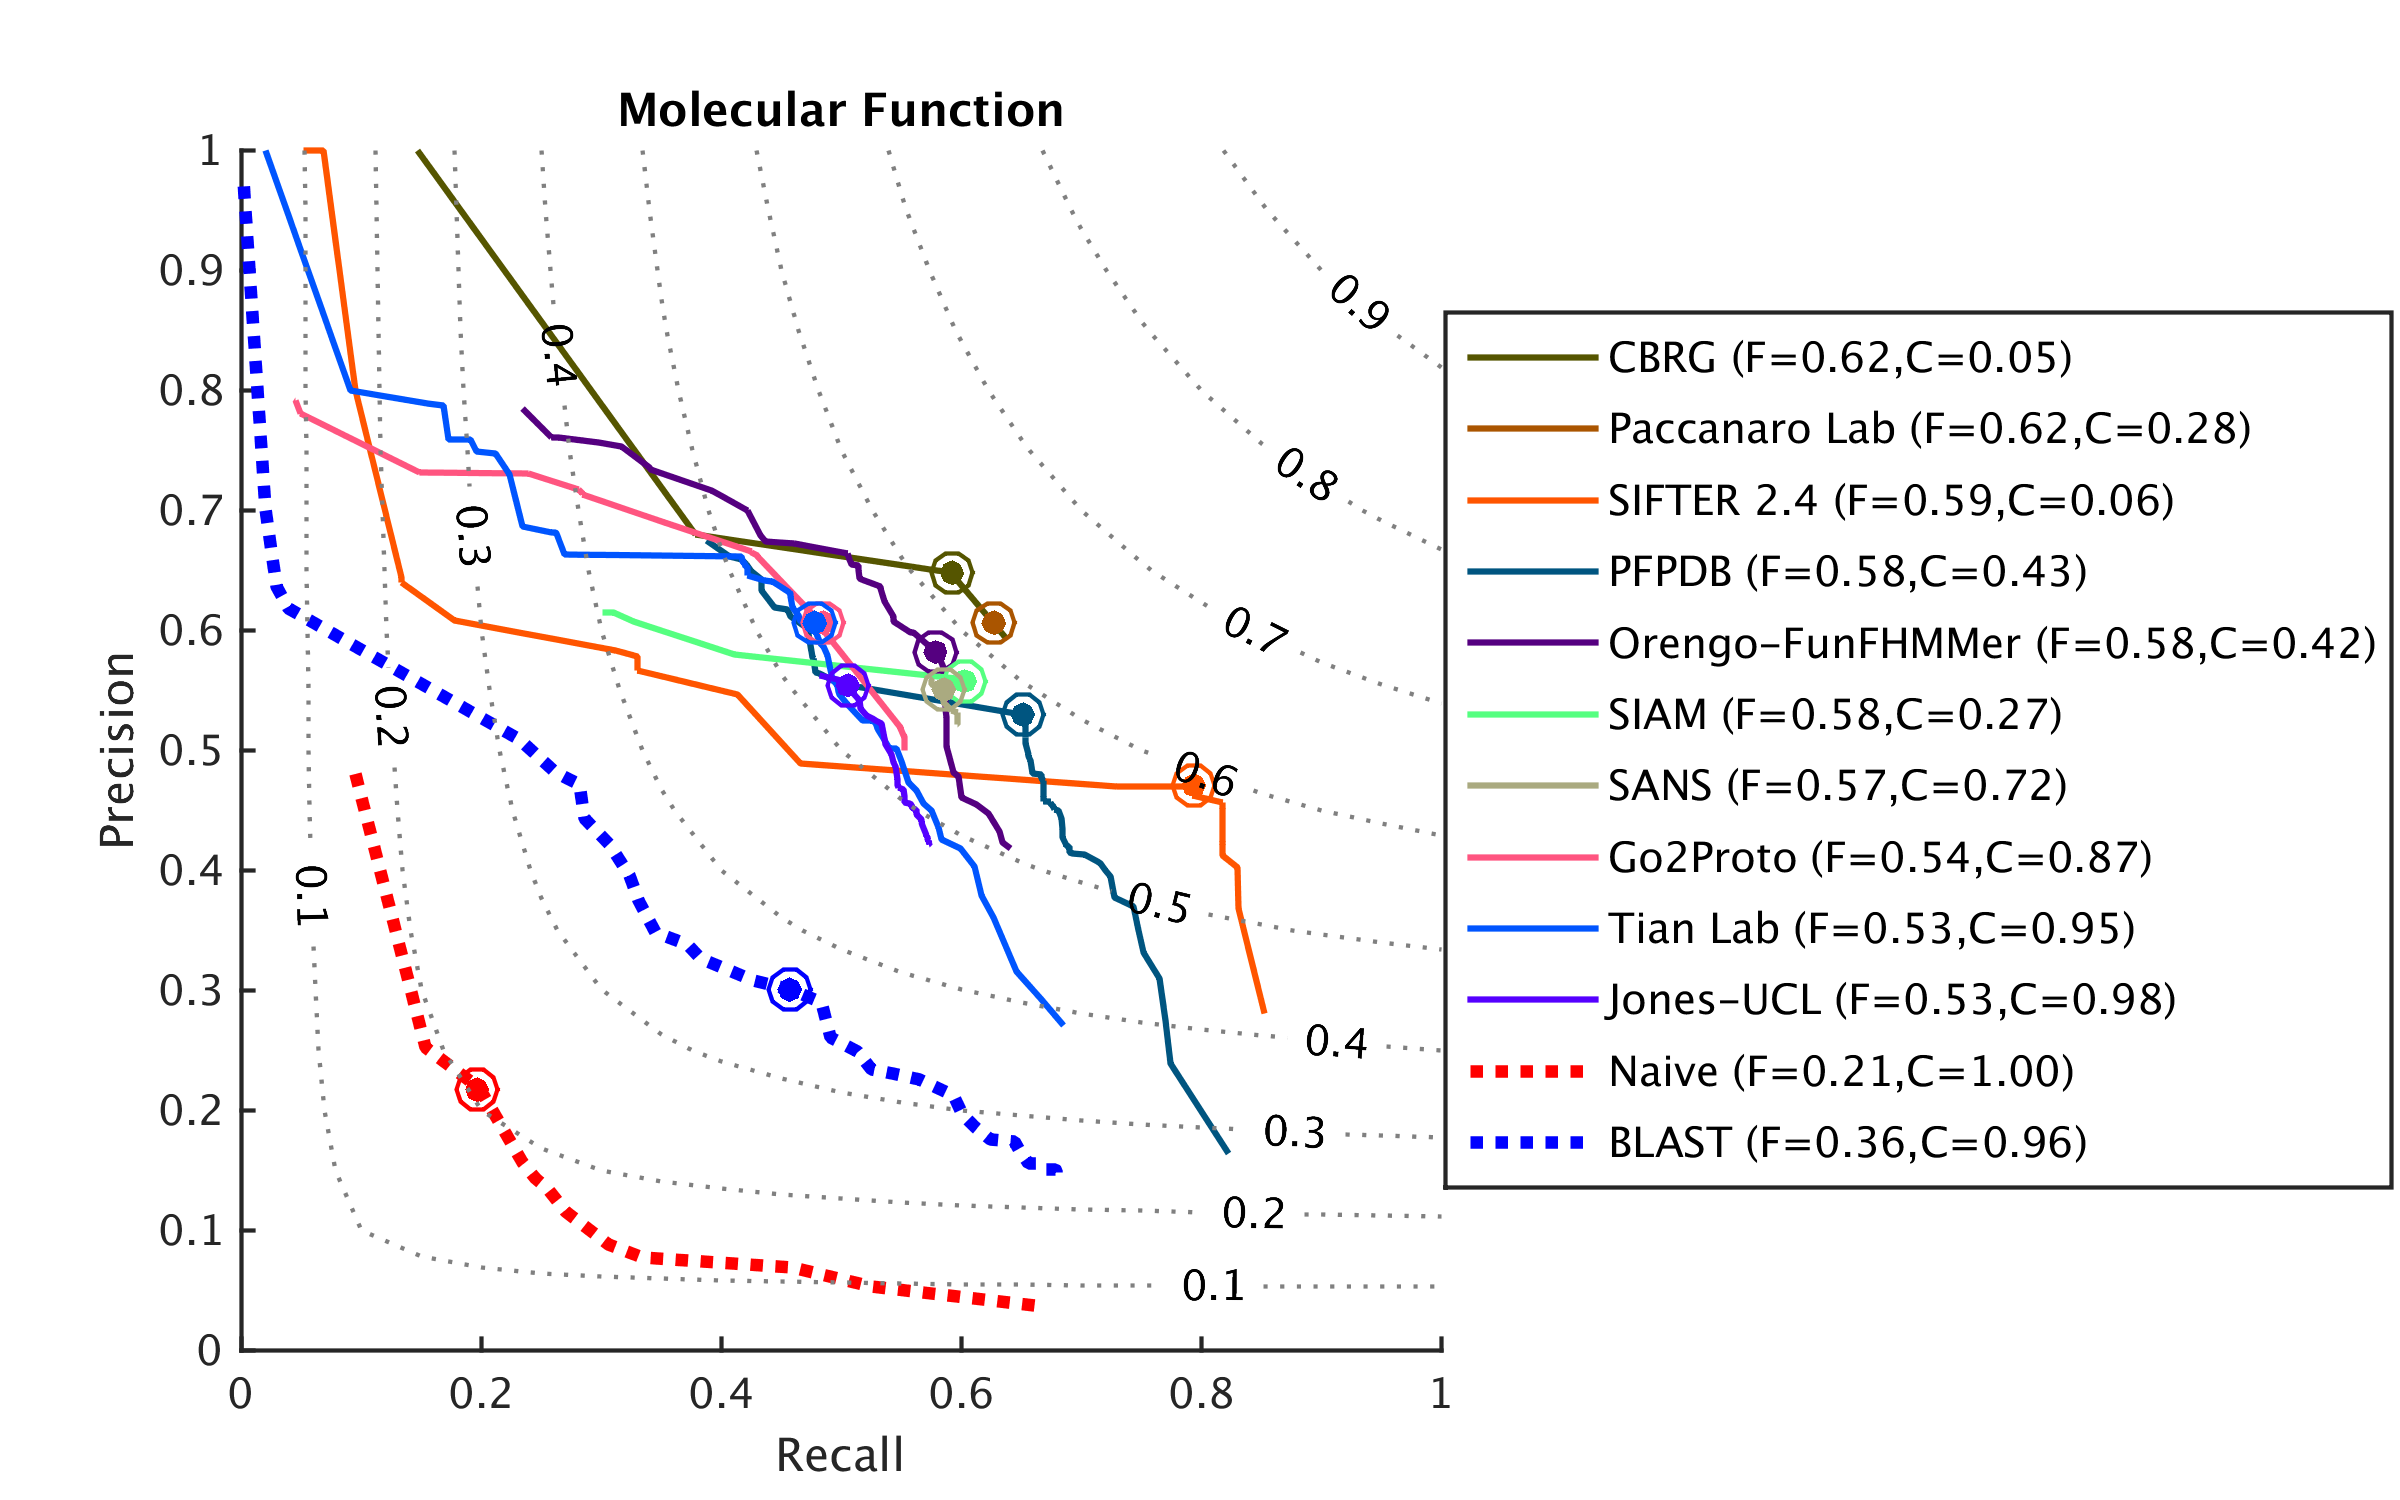 Molecular Function
1
0.9
0.8
0.7
0.6
0.5
0.4
0.3
0.2
0.1
0
Precision
0 0.2 0.4 0.6 0.8 1
Recall
0.4
0.3
0.2
0.1
0.9
0.8
0.7
0.6
0.5
0.4
0.3
0.2
0.1
CBRG (F=0.62,C=0.05)
Paccanaro Lab (F=0.62,C=0.28)
SIFTER 2.4 (F=0.59,C=0.06)
PFPDB (F=0.58,C=0.43)
Orengo-FunFHMMer (F=0.58,C=0.42)
SIAM (F=0.58,C=0.27)
SANS (F=0.57,C=0.72)
Go2Proto (F=0.54,C=0.87)
Tian Lab (F=0.53,C=0.95)
Jones-UCL (F=0.53,C=0.98)
Naive (F=0.21,C=1.00)
BLAST (F=0.36,C=0.96)